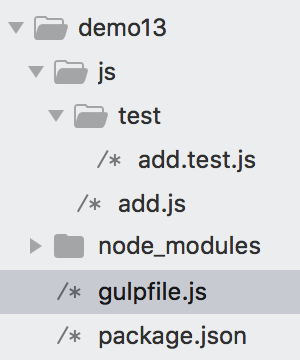 demo13
js
test
/* add.test.js
/* add.js
node_modules
/* gulpfile.js
/* package.json